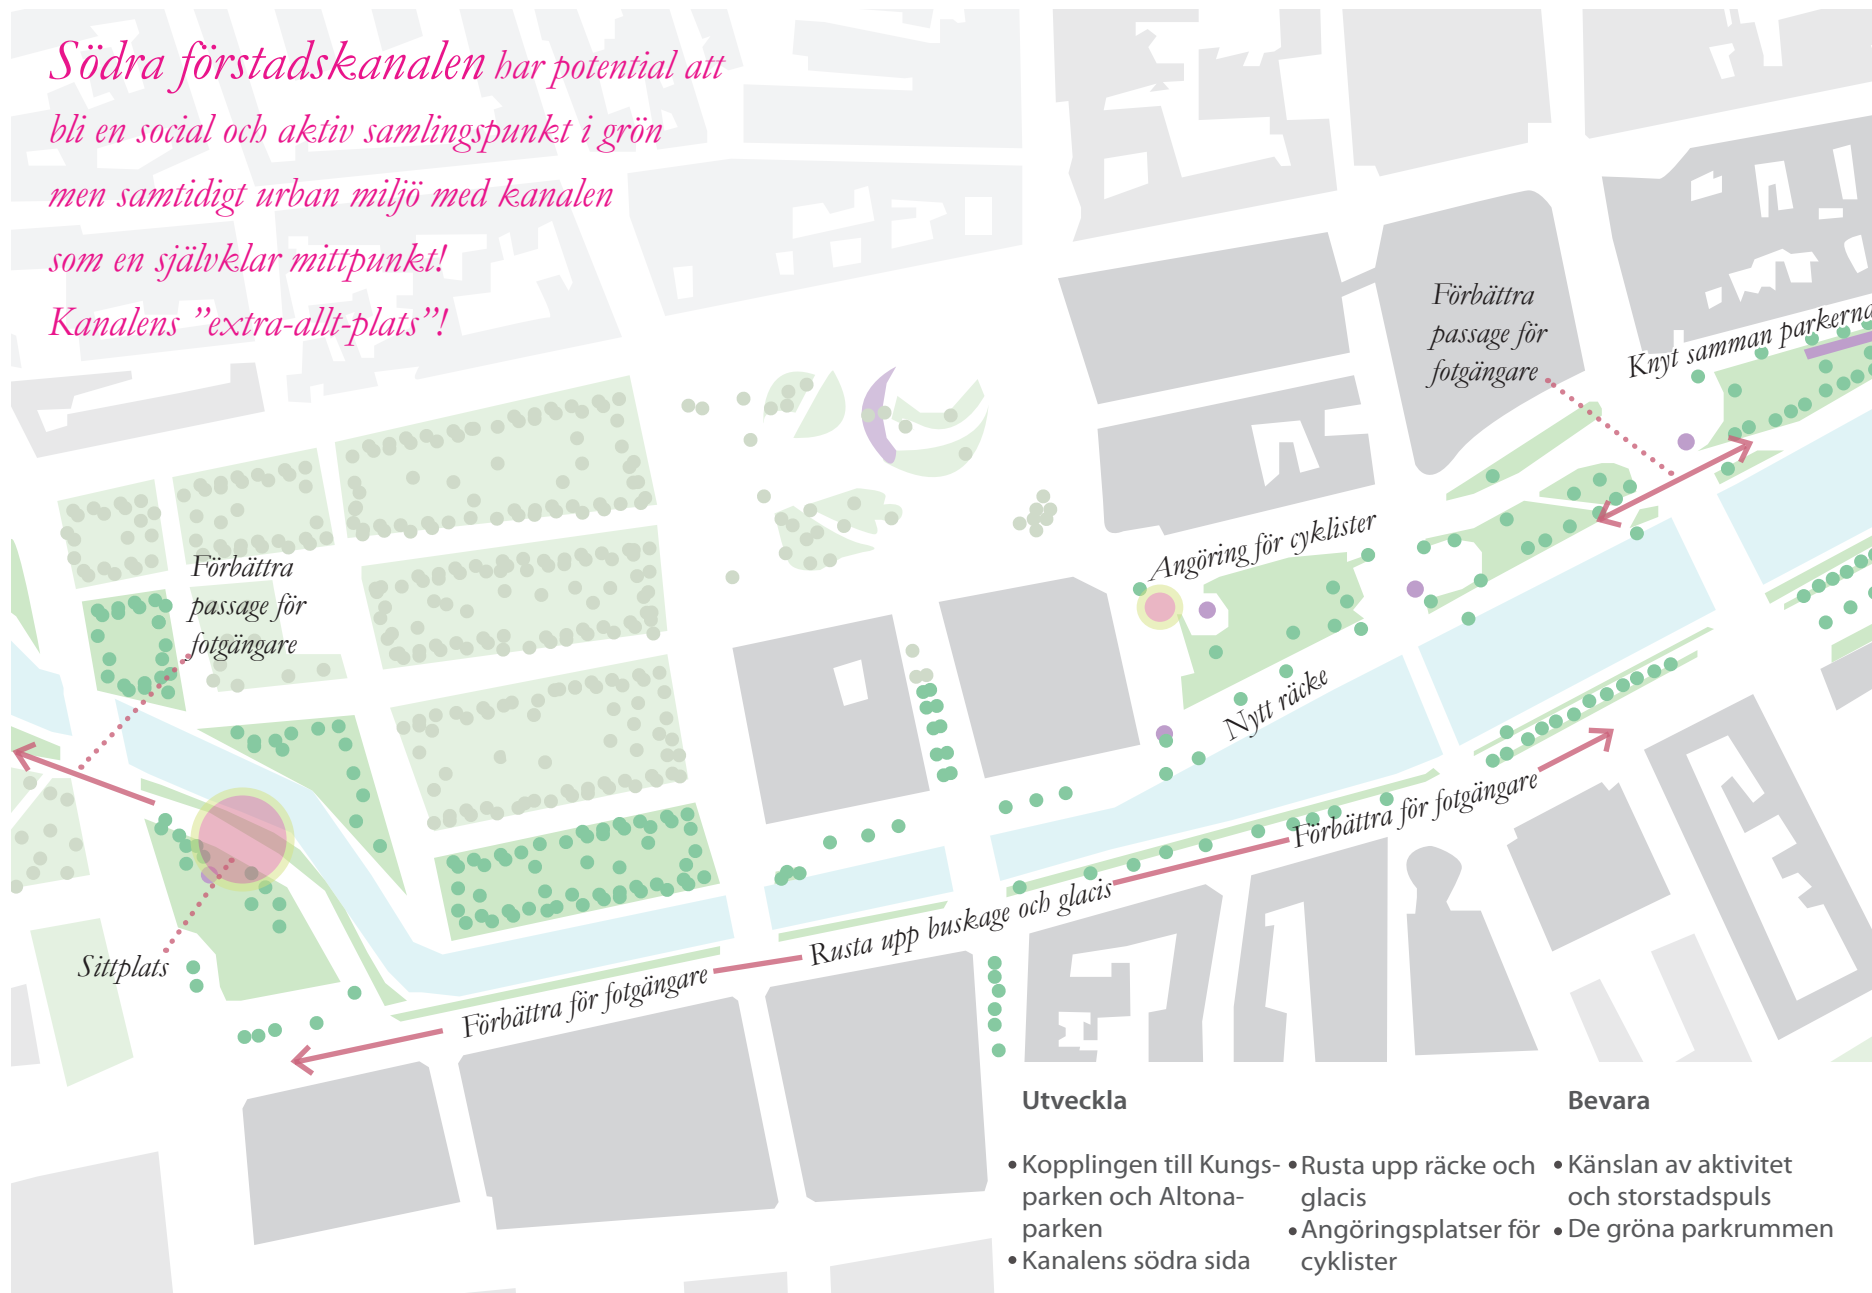 Södra förstadskanalen har potential att
bli en social och aktiv samlingspunkt i grön
men samtidigt urban miljö med kanalen
som en självklar mittpunkt!
Kanalens ”extra-allt-plats”!
Förbättra
passage för
fotgängare
Knyt samman parkerna
Angöring för cyklister
Förbättra
passage för
fotgängare
Nytt räcke
Förbättra för fotgängare
Rusta upp buskage och glacis
Sittplats
Förbättra för fotgängare
Utveckla
• Kopplingen till Kungs-
parken och Altona-
parken
• Kanalens södra sida
• Rusta upp räcke och
glacis
• Angöringsplatser för
cyklister
Bevara
• Känslan av aktivitet
och storstadspuls
• De gröna parkrummen